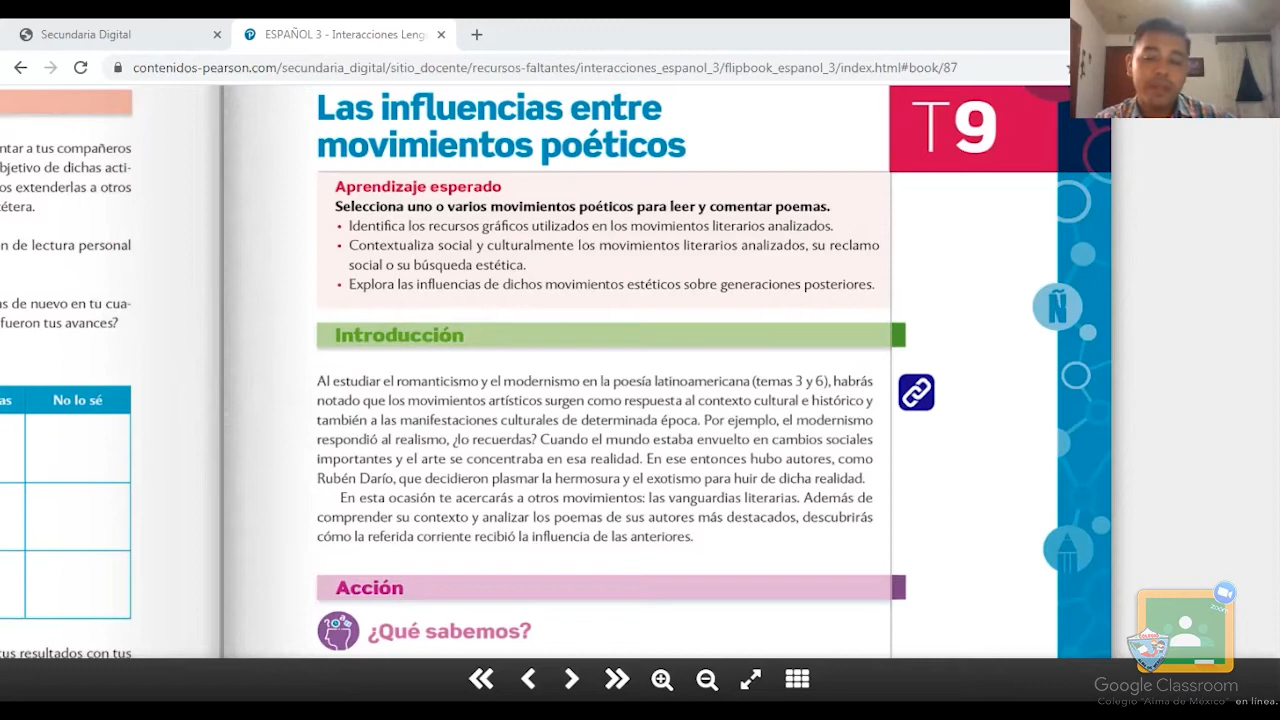 Secundaria Digital
ESPAÑOL 3 - Interacciones Leng
contenidos-pearson.com/secundaria_digital/sitio_docente/recursos-faltantes/interacciones_espanol_3/flipbook_espanol_3/index.html#book/87
ntar a tus compañeros
bjetivo de dichas acti-
os extenderlas a otros
cétera.
n de lectura personal
as de nuevo en tu cua-
fueron tus avances?
as
No lo sé
tus resultados con tus
Las influencias entre
movimientos poéticos
T9
Aprendizaje esperado
Selecciona uno o varios movimientos poéticos para leer y comentar poemas.
• Identifica los recursos gráficos utilizados en los movimientos literarios analizados.
• Contextualiza social y culturalmente los movimientos literarios analizados, su reclamo
social o su búsqueda estética.
• Explora las influencias de dichos movimientos estéticos sobre generaciones posteriores.
Introducción
Al estudiar el romanticismo y el modernismo en la poesía latinoamericana (temas 3 y 6), habrás
notado que los movimientos artísticos surgen como respuesta al contexto cultural e histórico y
también a las manifestaciones culturales de determinada época. Por ejemplo, el modernismo
respondió al realismo, ¿lo recuerdas? Cuando el mundo estaba envuelto en cambios sociales
importantes y el arte se concentraba en esa realidad. En ese entonces hubo autores, como
Rubén Darío, que decidieron plasmar la hermosura y el exotismo para huir de dicha realidad.
En esta ocasión te acercarás a otros movimientos: las vanguardias literarias. Además de
comprender su contexto y analizar los poemas de sus autores más destacados, descubrirás
cómo la referida corriente recibió la influencia de las anteriores.
Acción
¿Qué sabemos?
Ñ
zoom
Google Classroom
Colegio "Alma de México" en línea.